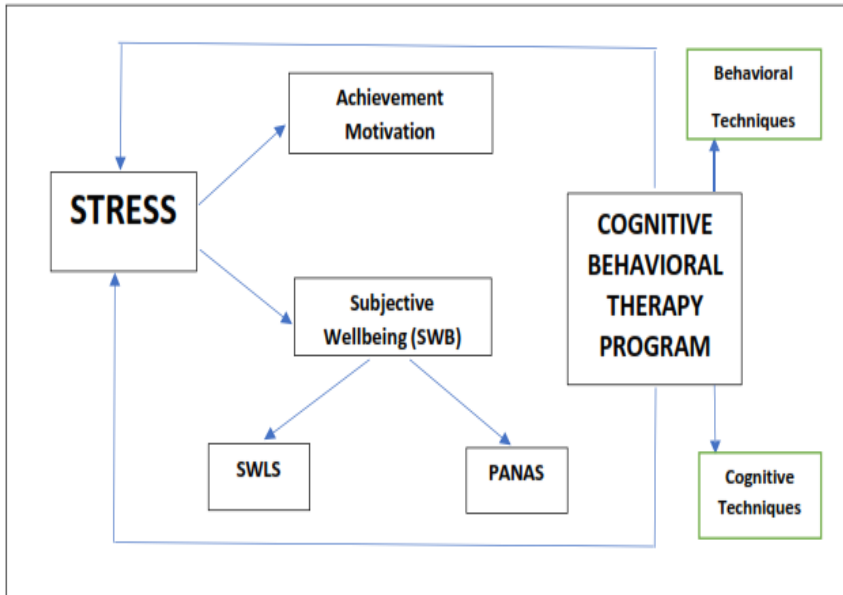 Behavioral
Techniques
Achievement
Motivation
STRESS
COGNITIVE
BEHAVIORAL
THERAPY
PROGRAM
Subjective
Wellbeing (SWB)
SWLS
PANAS
Cognitive
Techniques